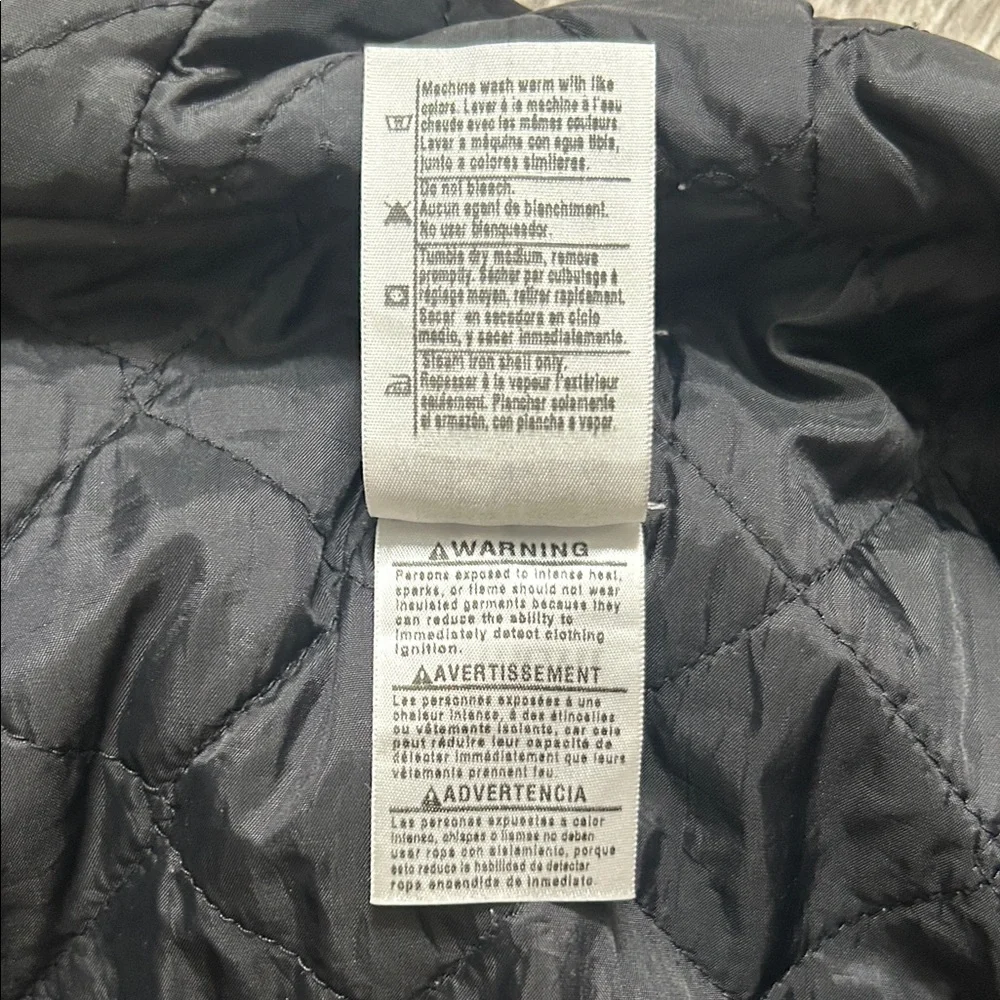 Machine wash warm with like
colors. Laver á la machine à l'eau
chaude avec les mêmes couleurs
Lavar a máquina con agua tibia,
junto a colores similares.
Do not bleach.
Aucun agent de blanchiment.
No usar blanqueador.
Tumble dry medium, remove
promptly. Sécher par culbutage à
réglage moyen, retirer rapidement.
Secar en secadora en ciclo
medio, y sacar inmediatamente.
Steam iron shell only.
Repasser à la vapeur l'extérieur
seulement. Planchar solamente
el armazón, con plancha a vapor.
WARNING
Persons exposed to intense heat,
sparks, or flame should not wear
insulated garments because they
can reduce the ability to
immediately detect clothing
ignition.
AVERTISSEMENT
Les personnes exposées à une
chaleur intense, à des étincelles
ou vêtements isolants, car cela
peut réduire leur capacité de
détecter immédiatement que leurs
vêtements prennent feu.
ADVERTENCIA
Las personas expuestas a calor
intenso, chispas o llamas no deben
usar ropa con aislamiento, porque
esto reduce la habilidad de detectar
ropa encendida de inmediato.